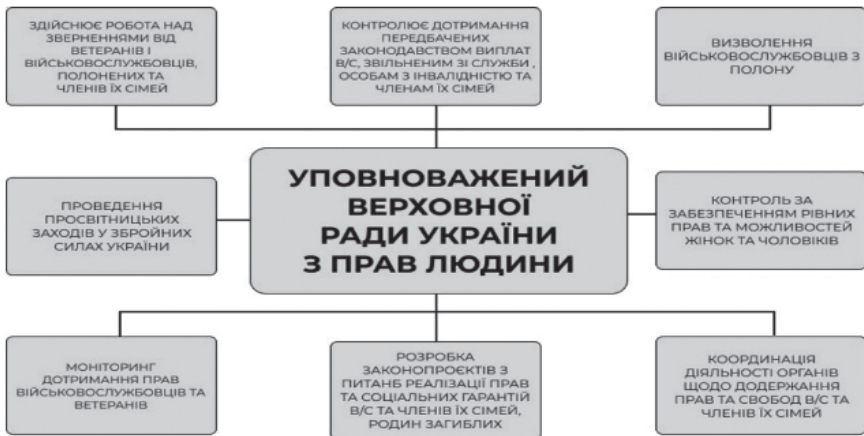 ЗДІЙСНЮЄ РОБОТА НАД
ЗВЕРНЕННЯМИ ВІД
ВЕТЕРАНІВ І
ВІЙСЬКОВОСЛУЖБОВЦІВ,
ПОЛОНЕНИХ ТА
ЧЛЕНІВ ЇХ СІМЕЙ
КОНТРОЛЮЄ ДОТРИМАННЯ
ПЕРЕДБАЧЕНИХ
ЗАКОНОДАВСТВОМ ВИПЛАТ
В/С, ЗВІЛЬНЕНИМ ЗІ СЛУЖБИ ,
ОСОБАМ З ІНВАЛІДНІСТЮ ТА
ЧЛЕНАМ ЇХ СІМЕЙ
ВИЗВОЛЕННЯ
ВІЙСЬКОВОСЛУЖБОВЦІВ З
ПОЛОНУ
ПРОВЕДЕННЯ
ПРОСВІТНИЦЬКИХ
ЗАХОДІВ У ЗБРОЙНИХ
СИЛАХ УКРАЇНИ
УПОВНОВАЖЕНИЙ
ВЕРХОВНОЇ
РАДИ УКРАЇНИ
З ПРАВ ЛЮДИНИ
КОНТРОЛЬ ЗА
ЗАБЕЗПЕЧЕННЯМ РІВНИХ
ПРАВ ТА МОЖЛИВОСТЕЙ
ЖІНОК ТА ЧОЛОВІКІВ
МОНІТОРИНГ
ДОТРИМАННЯ ПРАВ
ВІЙСЬКОВОСЛУЖБОВЦІВ ТА
ВЕТЕРАНІВ
РОЗРОБКА
ЗАКОНОПРОЄКТІВ З
ПИТАНБ РЕАЛІЗАЦІЇ ПРАВ
ТА СОЦІАЛЬНИХ ГАРАНТІЙ
В/С ТА ЧЛЕНІВ ЇХ СІМЕЙ,
РОДИН ЗАГИБЛИХ
КООРДИНАЦІЯ
ДІЯЛЬНОСТІ ОРГАНІВ
ЩОДО ДОДЕРЖАННЯ
ПРАВ ТА СВОБОД В/С ТА
ЧЛЕНІВ ЇХ СІМЕЙ